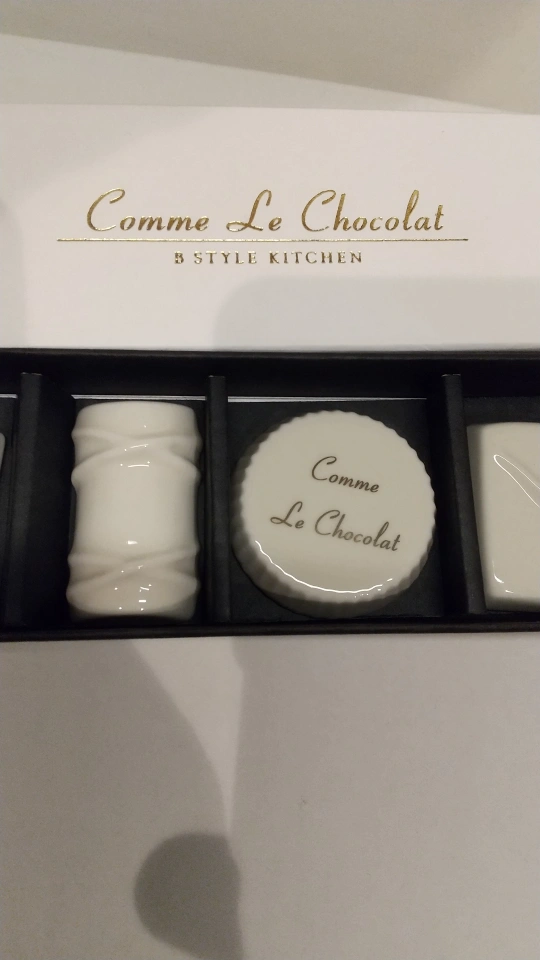 Comme Le Chocolat
B STYLE KITCHEN
Comme
Le Chocolat